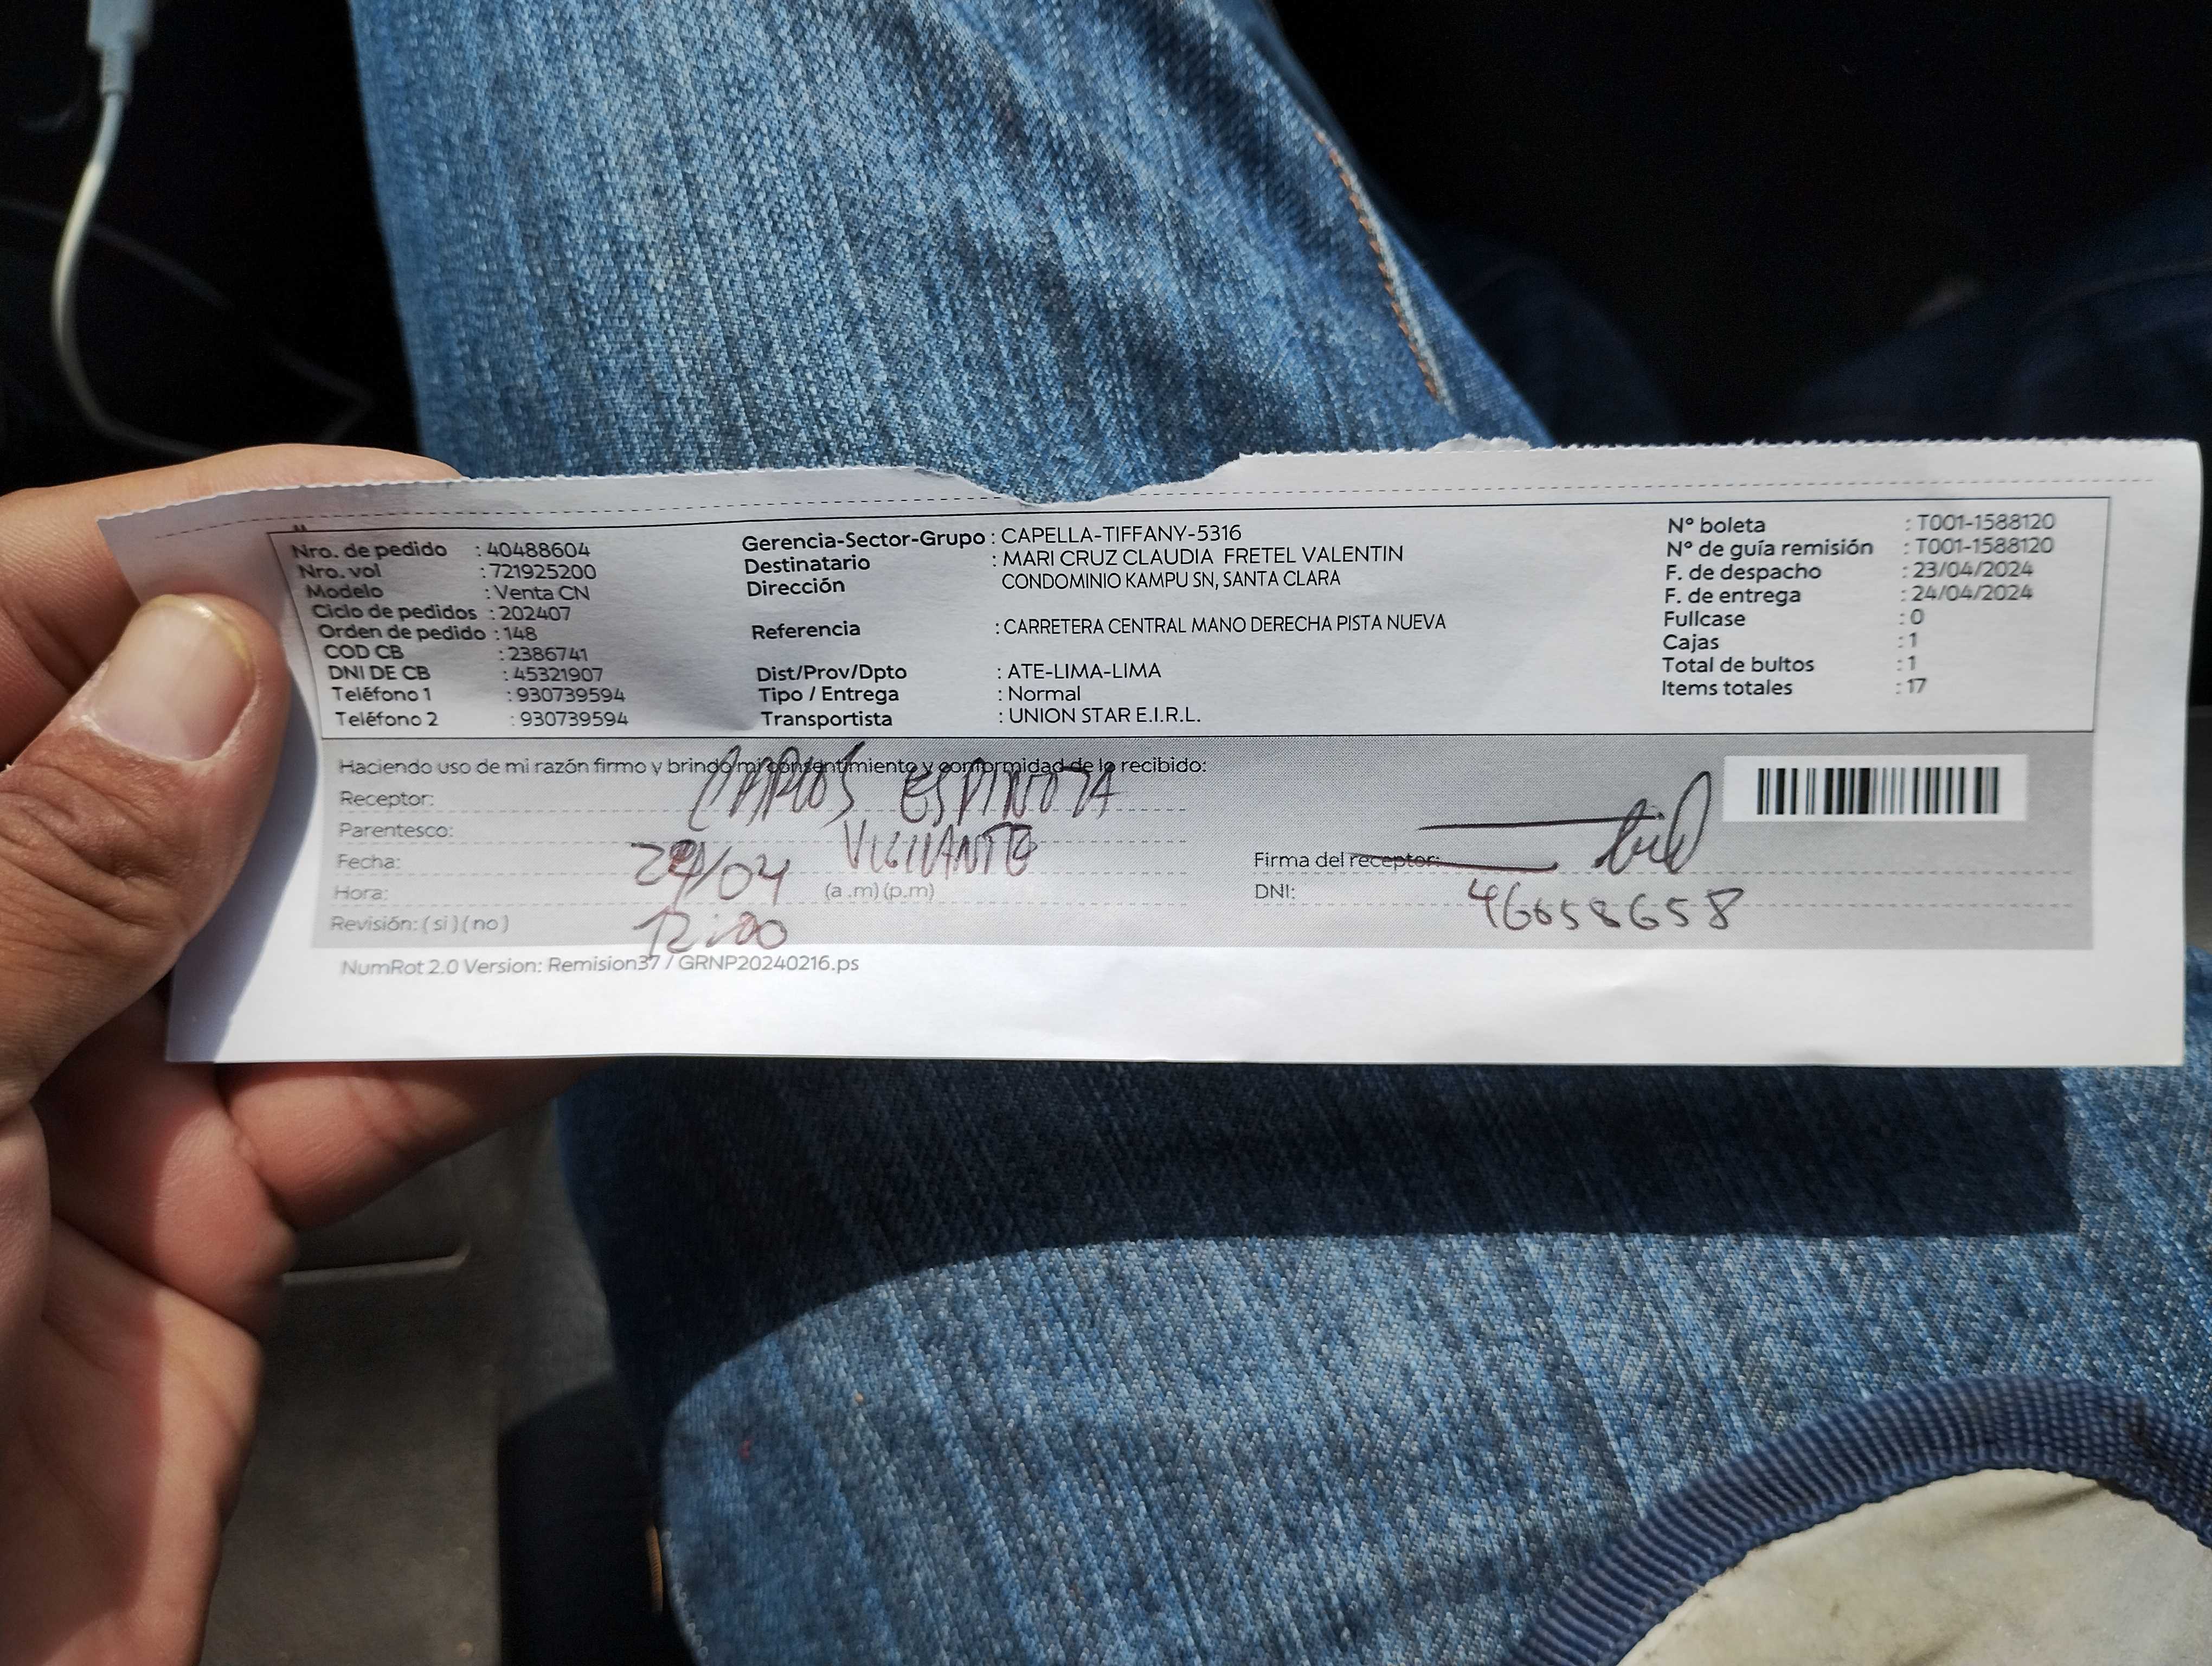 Nro. de pedido : 40488604
Nro. vol : 721925200
Modelo : Venta CN
Ciclo de pedidos : 202407
Orden de pedido : 148
COD CB : 2386741
DNI DE CB : 45321907
Teléfono 1 : 930739594
Teléfono 2 : 930739594
Gerencia-Sector-Grupo : CAPELLA-TIFFANY-5316
Destinatario : MARI CRUZ CLAUDIA FRETEL VALENTIN
Dirección CONDOMINIO KAMPU SN, SANTA CLARA
Referencia : CARRETERA CENTRAL MANO DERECHA PISTA NUEVA
Dist/Prov/Dpto : ATE-LIMA-LIMA
Tipo / Entrega : Normal
Transportista : UNION STAR E.I.R.L.
N° boleta : T001-1588120
N° de guía remisión : T001-1588120
F. de despacho : 23/04/2024
F. de entrega : 24/04/2024
Fullcase : 0
Cajas : 1
Total de bultos : 1
Items totales : 17
Haciendo uso de mi razón firmo y brindo mi consentimiento y conformidad de lo recibido:
Receptor: CARLOS ESPINOZA
Parentesco: VIGILANTE
Fecha: 24/04
Hora: (a.m)(p.m)
12:00
Revisión: (si)(no)
Firma del receptor:
DNI: 46658658
NumRot 2.0 Version: Remision37 / GRNP20240216.ps